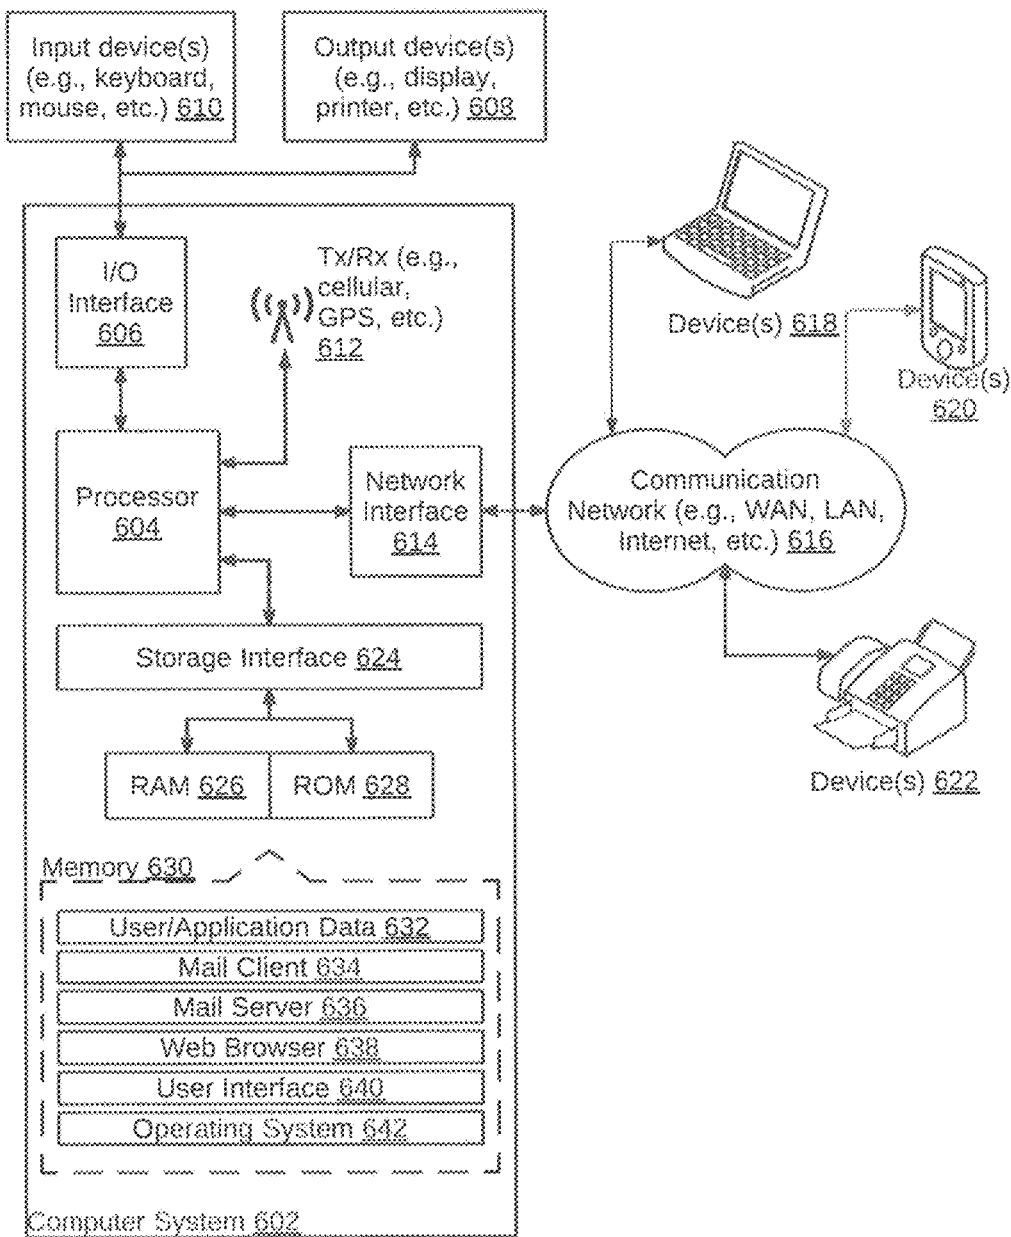 Input device(s)
(e.g., keyboard,
mouse, etc.) 610
Output device(s)
(e.g., display,
printer, etc.) 608
I/O
Interface
606
Tx/Rx (e.g.,
cellular,
GPS, etc.)
612
Device(s) 618
Device(s)
620
Processor
604
Network
Interface
614
Communication
Network (e.g., WAN, LAN,
Internet, etc.) 616
Storage Interface 624
RAM 626
ROM 628
Device(s) 622
Memory 630
User/Application Data 632
Mail Client 634
Mail Server 636
Web Browser 638
User Interface 640
Operating System 642
Computer System 602